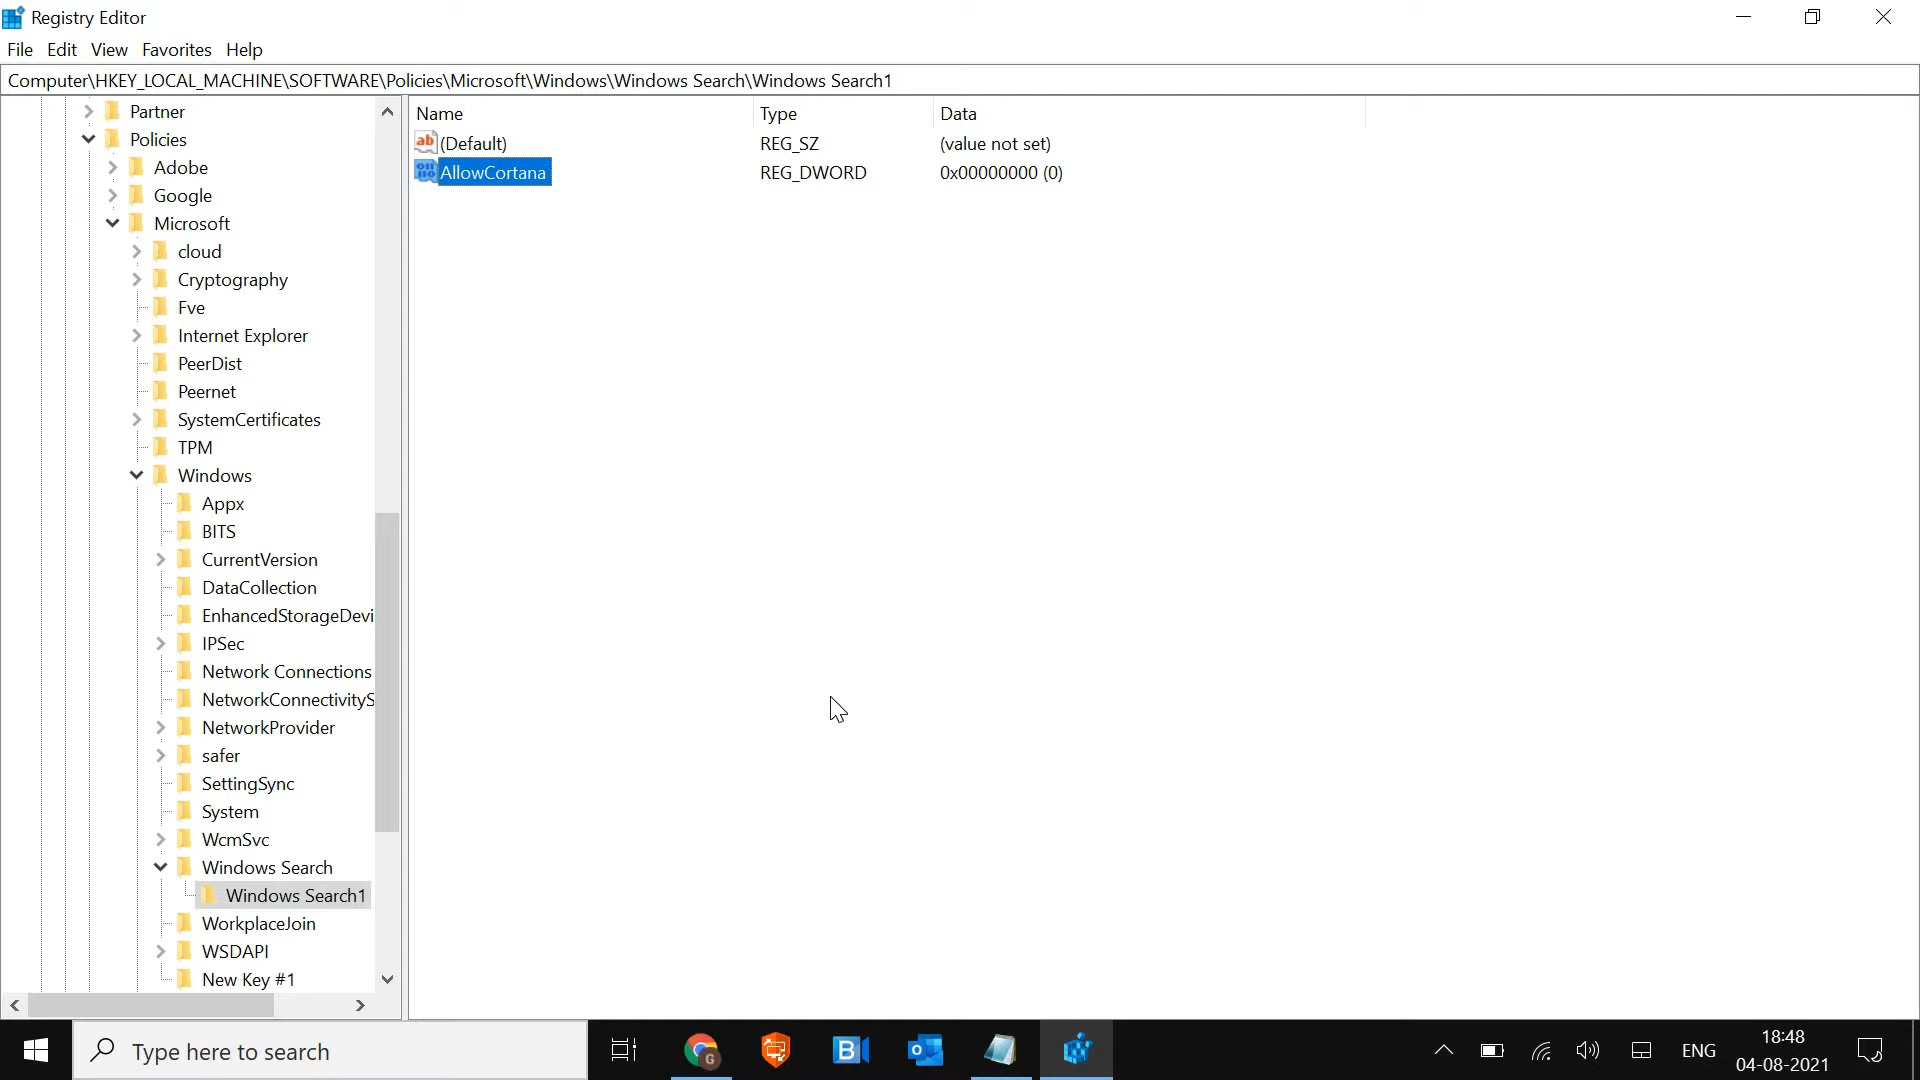 Registry Editor
File Edit View Favorites Help
Computer\HKEY_LOCAL_MACHINE\SOFTWARE\Policies\Microsoft\Windows\Windows Search\Windows Search1
Partner
Policies
Adobe
Google
Microsoft
cloud
Cryptography
Fve
Internet Explorer
PeerDist
Peernet
SystemCertificates
TPM
Windows
Appx
BITS
CurrentVersion
DataCollection
EnhancedStorageDevi
IPSec
Network Connections
NetworkConnectivityS
NetworkProvider
safer
SettingSync
System
WcmSvc
Windows Search
Windows Search1
WorkplaceJoin
WSDAPI
New Key #1
Name Type Data
ab (Default) REG_SZ (value not set)
AllowCortana REG_DWORD 0x00000000 (0)
Type here to search
G
B
o
ENG
18:48
04-08-2021